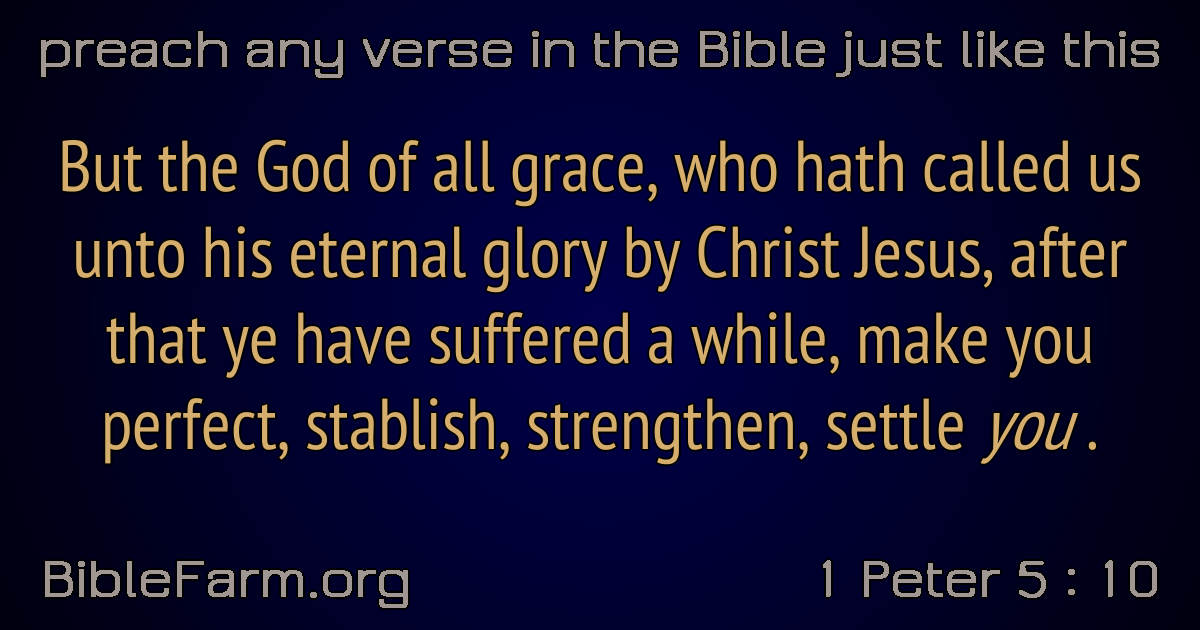 preach any verse in the Bible just like this
But the God of all grace, who hath called us
unto his eternal glory by Christ Jesus, after
that ye have suffered a while, make you
perfect, stablish, strengthen, settle you .
BibleFarm.org
1 Peter 5 : 10